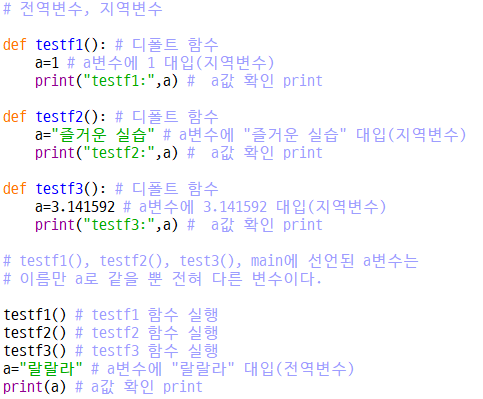 # 전역변수, 지역변수
def testf1(): # 디폴트 함수
a=1 # a변수에 1 대입(지역변수)
print("testf1:",a) #  a값 확인 print
def testf2(): # 디폴트 함수
a="즐거운 실습" # a변수에 "즐거운 실습" 대입(지역변수)
print("testf2:",a) #  a값 확인 print
def testf3(): # 디폴트 함수
a=3.141592 # a변수에 3.141592 대입(지역변수)
print("testf3:",a) #  a값 확인 print
# testf1(), testf2(), test3(), main에 선언된 a변수는
# 이름만 a로 같을 뿐 전혀 다른 변수이다.
testf1() # testf1 함수 실행
testf2() # testf2 함수 실행
testf3() # testf3 함수 실행
a="랄랄라" # a변수에 "랄랄라" 대입(전역변수)
print(a) # a값 확인 print